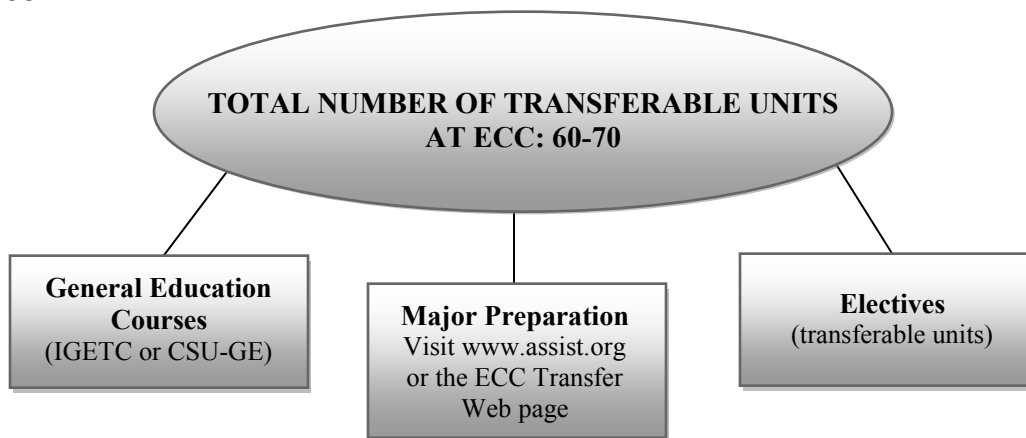 TOTAL NUMBER OF TRANSFERABLE UNITS
AT ECC: 60-70
General Education
Courses
(IGETC or CSU-GE)
Major Preparation
Visit www.assist.org
or the ECC Transfer
Web page
Electives
(transferable units)